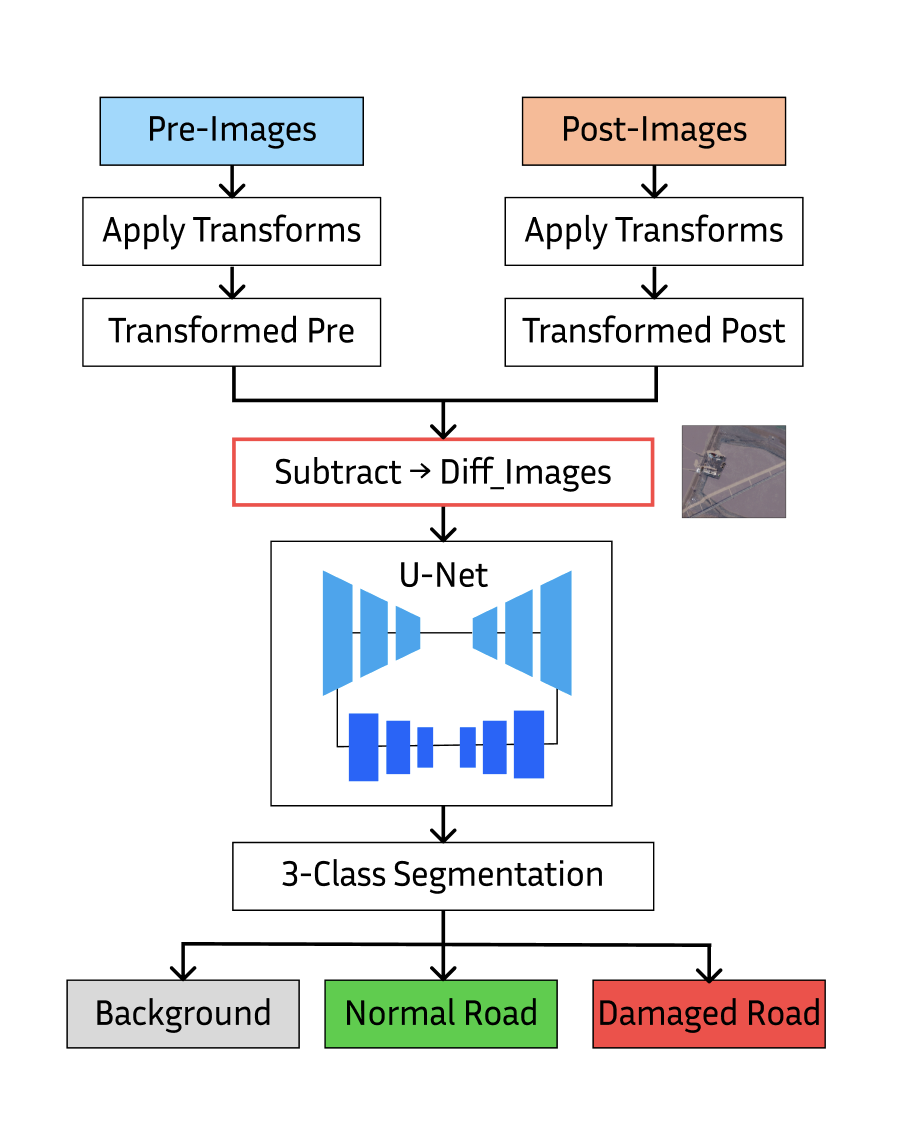 Pre-Images
Post-Images
Apply Transforms
Apply Transforms
Transformed Pre
Transformed Post
Subtract → Diff_Images
U-Net
3-Class Segmentation
Background
Normal Road
Damaged Road